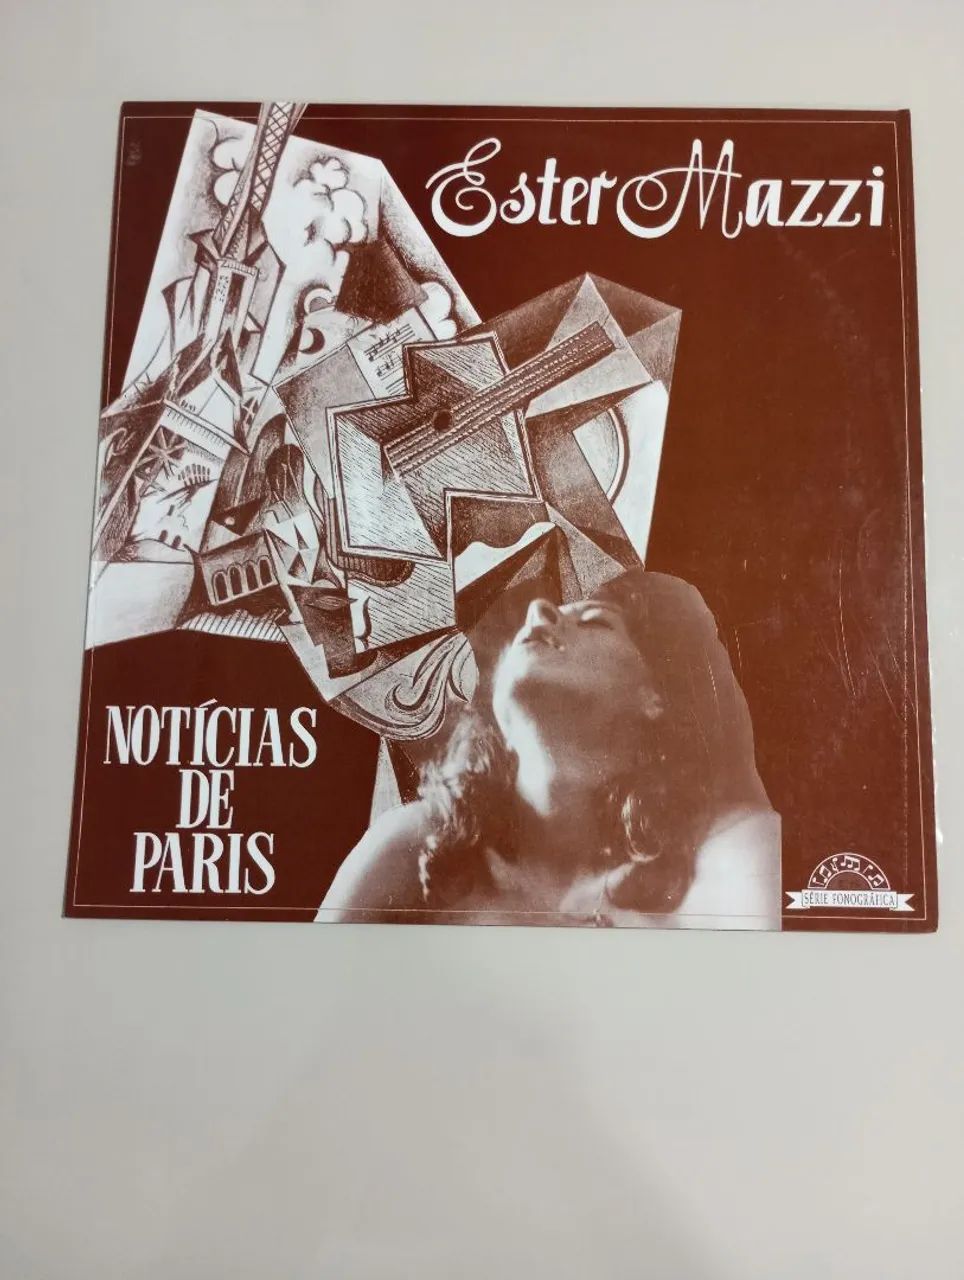 Ester Mazzi
NOTÍCIAS
DE
PARIS
SÉRIE FONOGRÁFICA